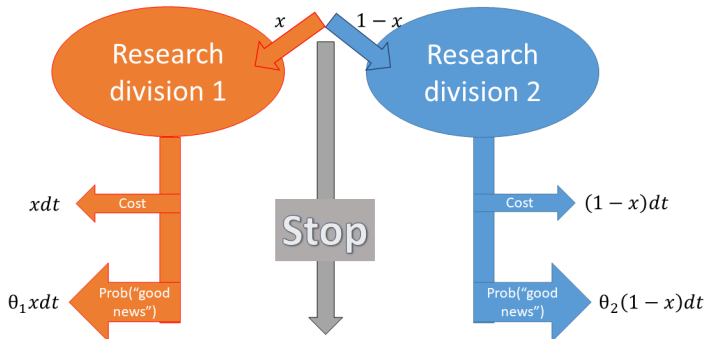 x
1 − x
Research
division 1
Research
division 2
xdt
Cost
Cost
(1 − x)dt
Stop
θ₁xdt
Prob("good
news")
Prob("good
news")
θ₂(1 − x)dt